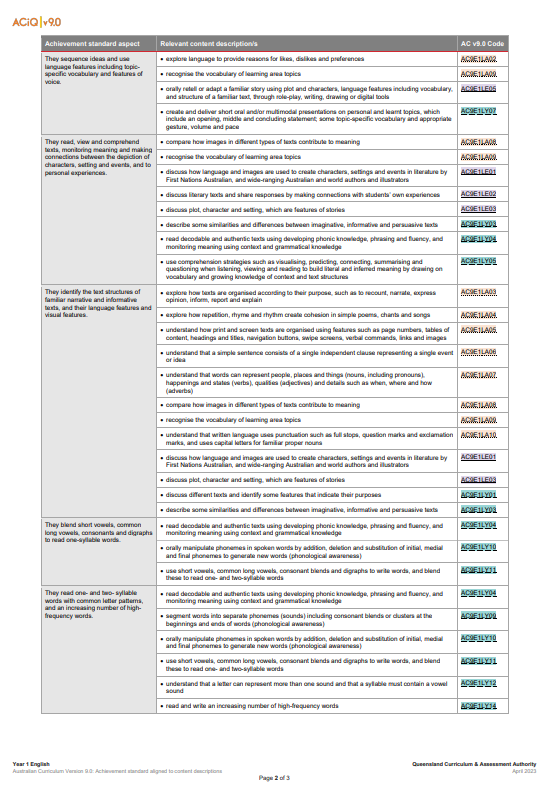 ACiQ | v9.0
Achievement standard aspect
Relevant content description/s
AC v9.0 Code
They sequence ideas and use
language features including topic-
specific vocabulary and features of
voice.
• explore language to provide reasons for likes, dislikes and preferences
AC9E1LA02
• recognise the vocabulary of learning area topics
AC9E1LA09
• orally retell or adapt a familiar story using plot and characters, language features including vocabulary,
and structure of a familiar text, through role-play, writing, drawing or digital tools
AC9E1LE05
• create and deliver short oral and/or multimodal presentations on personal and learnt topics, which
include an opening, middle and concluding statement; some topic-specific vocabulary and appropriate
gesture, volume and pace
AC9E1LY07
They read, view and comprehend
texts, monitoring meaning and making
connections between the depiction of
characters, settings and events, and to
personal experiences.
• compare how images in different types of texts contribute to meaning
AC9E1LA08
• recognise the vocabulary of learning area topics
AC9E1LA09
• discuss how language and images are used to create characters, settings and events in literature by
First Nations Australian, and wide-ranging Australian and world authors and illustrators
AC9E1LE01
• discuss literary texts and share responses by making connections with students' own experiences
AC9E1LE02
• discuss plot, character and setting, which are features of stories
AC9E1LE03
• describe some similarities and differences between imaginative, informative and persuasive texts
AC9E1LY03
• read decodable and authentic texts using developing phonic knowledge, phrasing and fluency, and
monitoring meaning using context and grammatical knowledge
AC9E1LY04
• use comprehension strategies such as visualising, predicting, connecting, summarising and
questioning when listening, viewing and reading to build literal and inferred meaning by drawing on
vocabulary and growing knowledge of context and text structures
AC9E1LY05
They identify the text structures of
familiar narrative and informative
texts, and their language features and
visual features.
• explore how texts are organised according to their purpose, such as to recount, narrate, express
opinion, inform, report and explain
AC9E1LA03
• explore how repetition, rhyme and rhythm create cohesion in simple poems, chants and songs
AC9E1LA04
• understand how print and screen texts are organised using features such as page numbers, tables of
content, headings and titles, navigation buttons, swipe screens, verbal commands, links and images
AC9E1LA05
• understand that a simple sentence consists of a single independent clause representing a single event
or idea
AC9E1LA06
• understand that words can represent people, places and things (nouns, including pronouns),
happenings and states (verbs), qualities (adjectives) and details such as when, where and how
(adverbs)
AC9E1LA07
• compare how images in different types of texts contribute to meaning
AC9E1LA08
• recognise the vocabulary of learning area topics
AC9E1LA09
• understand that written language uses punctuation such as full stops, question marks and exclamation
marks, and uses capital letters for familiar proper nouns
AC9E1LA10
• discuss how language and images are used to create characters, settings and events in literature by
First Nations Australian, and wide-ranging Australian and world authors and illustrators
AC9E1LE01
• discuss plot, character and setting, which are features of stories
AC9E1LE03
• discuss different texts and identify some features that indicate their purposes
AC9E1LY01
• describe some similarities and differences between imaginative, informative and persuasive texts
AC9E1LY03
They blend short vowels, common
long vowels, consonants and digraphs
to read one-syllable words.
• read decodable and authentic texts using developing phonic knowledge, phrasing and fluency, and
monitoring meaning using context and grammatical knowledge
AC9E1LY04
• orally manipulate phonemes in spoken words by addition, deletion and substitution of initial, medial
and final phonemes to generate new words (phonological awareness)
AC9E1LY10
• use short vowels, common long vowels, consonant blends and digraphs to write words, and blend
these to read one- and two-syllable words
AC9E1LY11
They read one- and two- syllable
words with common letter patterns,
and an increasing number of high-
frequency words.
• read decodable and authentic texts using developing phonic knowledge, phrasing and fluency, and
monitoring meaning using context and grammatical knowledge
AC9E1LY04
• segment words into separate phonemes (sounds) including consonant blends or clusters at the
beginnings and ends of words (phonological awareness)
AC9E1LY09
• orally manipulate phonemes in spoken words by addition, deletion and substitution of initial, medial
and final phonemes to generate new words (phonological awareness)
AC9E1LY10
• use short vowels, common long vowels, consonant blends and digraphs to write words, and blend
these to read one- and two-syllable words
AC9E1LY11
• understand that a letter can represent more than one sound and that a syllable must contain a vowel
sound
AC9E1LY12
• read and write an increasing number of high-frequency words
AC9E1LY14
Year 1 English
Australian Curriculum Version 9.0: Achievement standard aligned to content descriptions
Queensland Curriculum & Assessment Authority
April 2023
Page 2 of 3